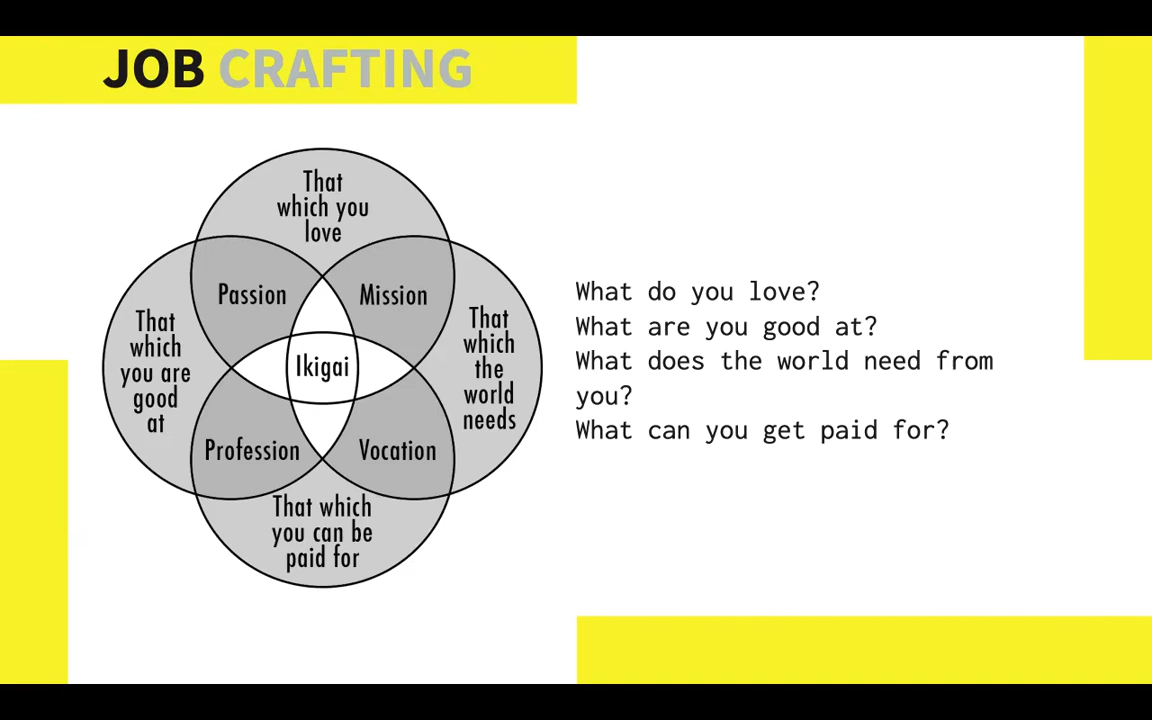 JOB CRAFTING
That
which you
love
Passion
Mission
That
which
you are
good
at
Ikigai
That
which
the
world
needs
Profession
Vocation
That which
you can be
paid for
What do you love?
What are you good at?
What does the world need from
you?
What can you get paid for?